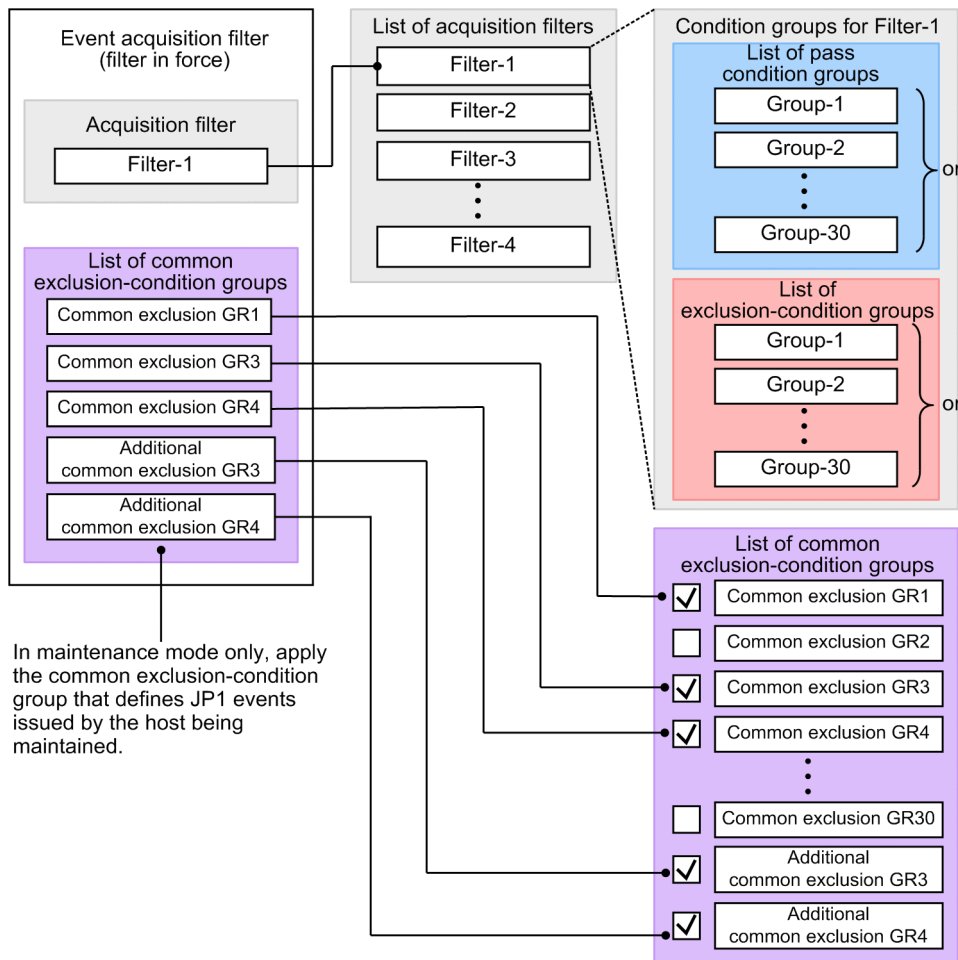 Event acquisition filter
(filter in force)
Acquisition filter
Filter-1
List of common
exclusion-condition groups
Common exclusion GR1
Common exclusion GR3
Common exclusion GR4
Additional
common exclusion GR3
Additional
common exclusion GR4
In maintenance mode only, apply
the common exclusion-condition
group that defines JP1 events
issued by the host being
maintained.
List of acquisition filters
Filter-1
Filter-2
Filter-3
Filter-4
Condition groups for Filter-1
List of pass
condition groups
Group-1
Group-2
Group-30
or
List of
exclusion-condition groups
Group-1
Group-2
Group-30
or
List of common
exclusion-condition groups
Common exclusion GR1
Common exclusion GR2
Common exclusion GR3
Common exclusion GR4
Common exclusion GR30
Additional
common exclusion GR3
Additional
common exclusion GR4